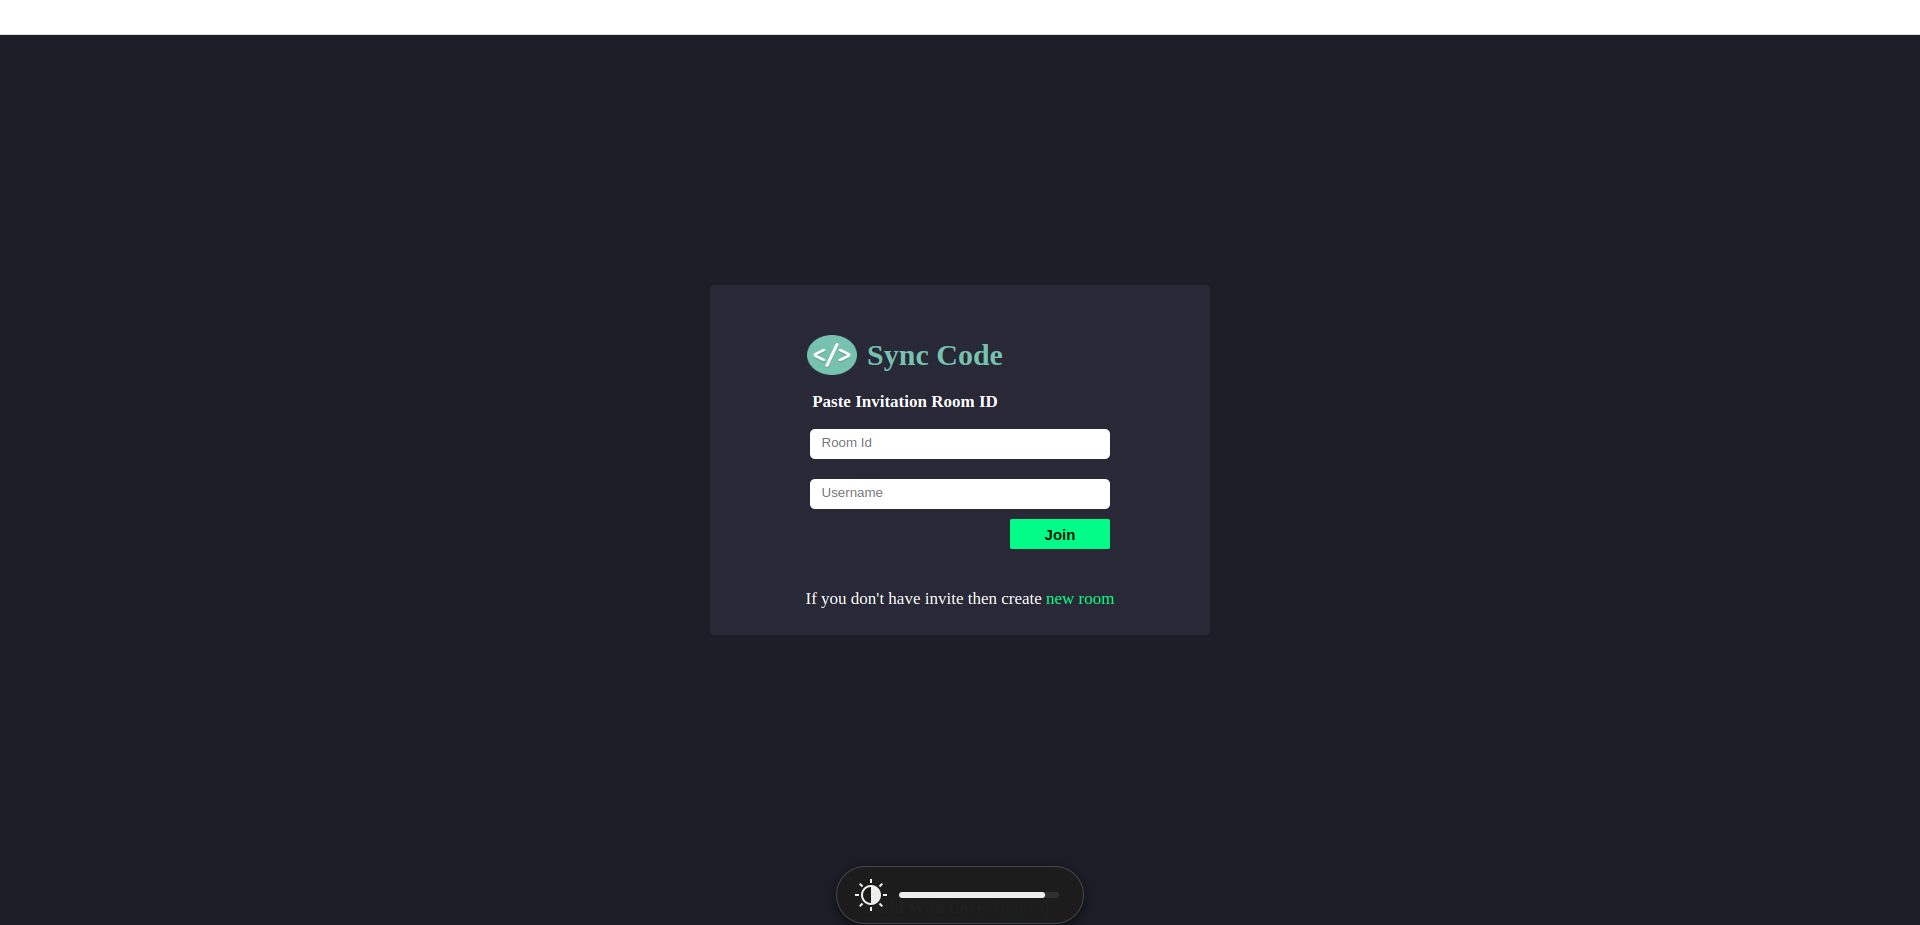 </> Sync Code
Paste Invitation Room ID
Room Id
Username
Join
If you don't have invite then create new room